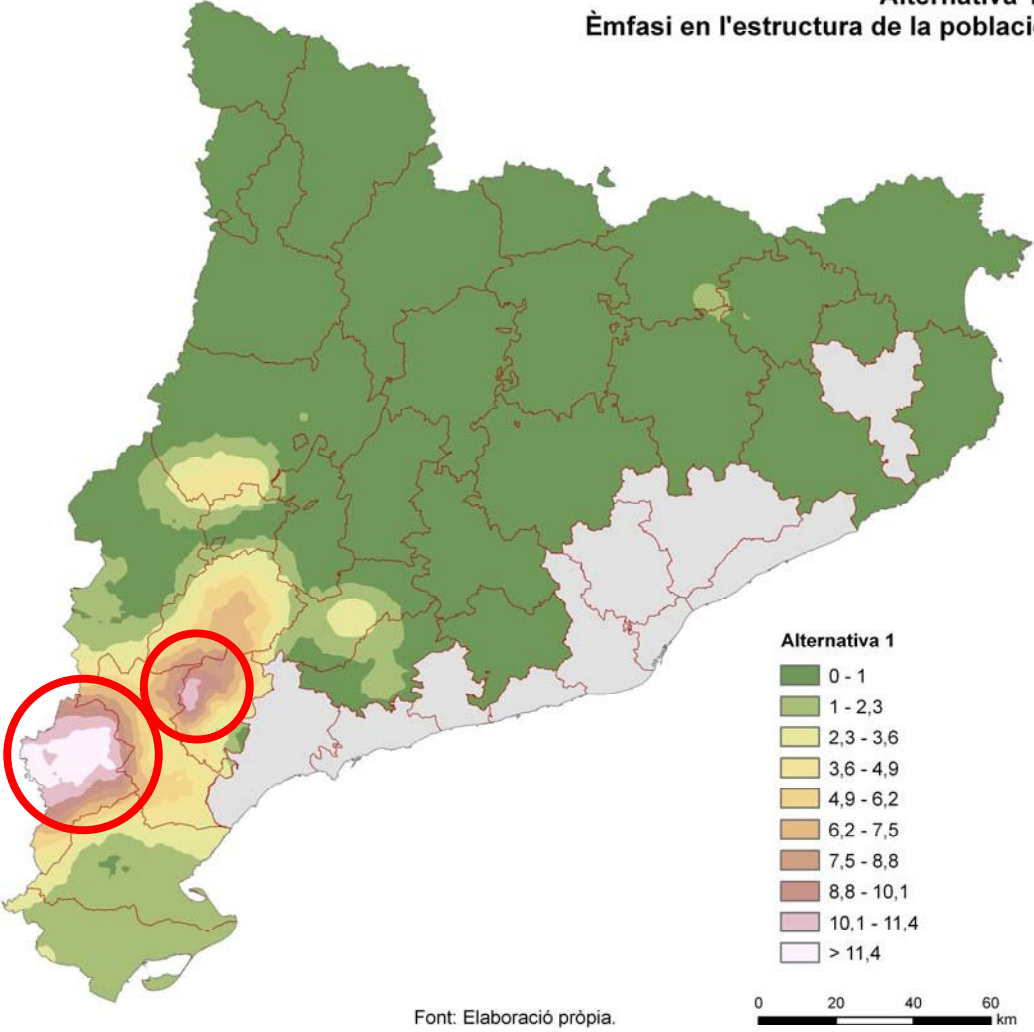 Èmfasi en l'estructura de la població
Alternativa 1
0 - 1
1 - 2,3
2,3 - 3,6
3,6 - 4,9
4,9 - 6,2
6,2 - 7,5
7,5 - 8,8
8,8 - 10,1
10,1 - 11,4
> 11,4
0 20 40 60
km
Font: Elaboració pròpia.